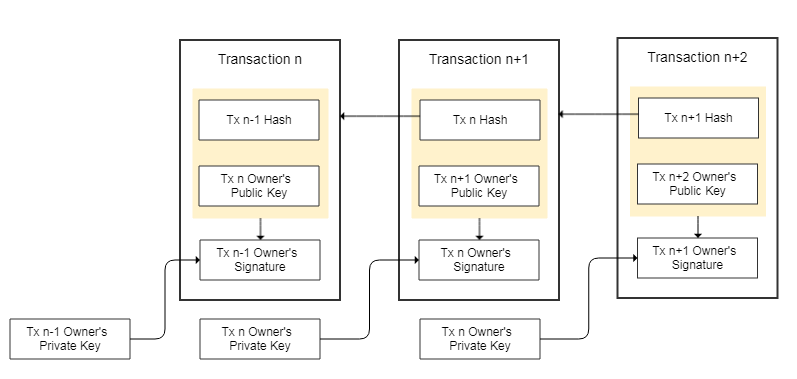 Transaction n
Tx n-1 Hash
Tx n Owner's
Public Key
Tx n-1 Owner's
Signature
Tx n-1 Owner's
Private Key
Transaction n+1
Tx n Hash
Tx n+1 Owner's
Public Key
Tx n Owner's
Signature
Tx n Owner's
Private Key
Transaction n+2
Tx n+1 Hash
Tx n+2 Owner's
Public Key
Tx n+1 Owner's
Signature
Tx n Owner's
Private Key